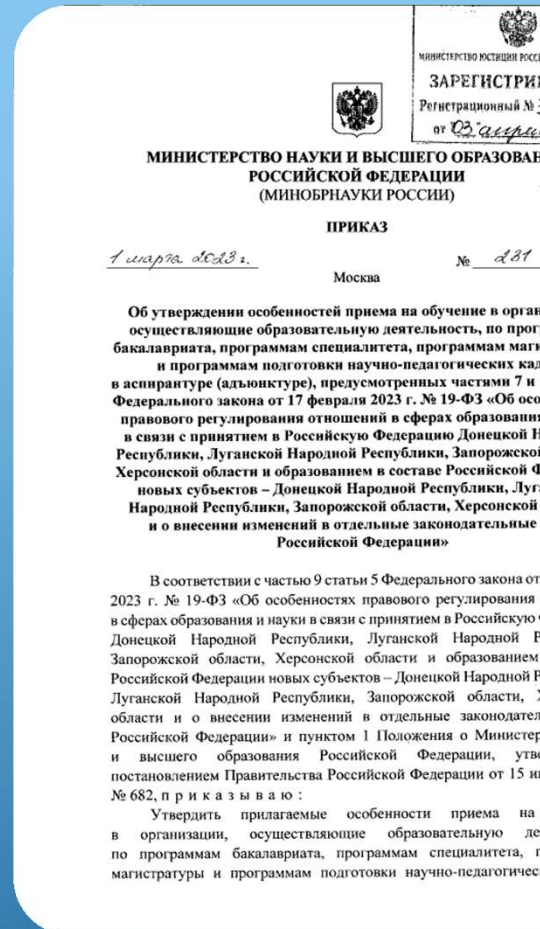 МИНИСТЕРСТВО ЮСТИЦИИ
ЗАРЕГИСТРИ
Регистрационный №
от "03" апре
МИНИСТЕРСТВО НАУКИ И ВЫСШЕГО ОБРАЗОВАН
РОССИЙСКОЙ ФЕДЕРАЦИИ
(МИНОБРНАУКИ РОССИИ)
ПРИКАЗ
1 марта 2023 г. № 231
Москва
Об утверждении особенностей приема на обучение в орган
осуществляющие образовательную деятельность, по прог
бакалавриата, программам специалитета, программам маги
и программам подготовки научно-педагогических кад
в аспирантуре (адъюнктуре), предусмотренных частями 7 и
Федерального закона от 17 февраля 2023 г. № 19-ФЗ «Об осо
правового регулирования отношений в сферах образования
в связи с принятием в Российскую Федерацию Донецкой Н
Республики, Луганской Народной Республики, Запорожской
Херсонской области и образованием в составе Российской Ф
новых субъектов – Донецкой Народной Республики, Луга
Народной Республики, Запорожской области, Херсонской
и о внесении изменений в отдельные законодательные
Российской Федерации»
В соответствии с частью 9 статьи 5 Федерального закона от
2023 г. № 19-ФЗ «Об особенностях правового регулирования
в сферах образования и науки в связи с принятием в Российскую
Донецкой Народной Республики, Луганской Народной Р
Запорожской области, Херсонской области и образованием
Российской Федерации новых субъектов – Донецкой Народной Р
Луганской Народной Республики, Запорожской области, Х
области и о внесении изменений в отдельные законодател
Российской Федерации» и пунктом 1 Положения о Министер
и высшего образования Российской Федерации, утве
постановлением Правительства Российской Федерации от 15 и
№ 682, п р и к а з ы в а ю :
Утвердить прилагаемые особенности приема на
в организации, осуществляющие образовательную де
по программам бакалавриата, программам специалитета, п
магистратуры и программам подготовки научно-педагогичес